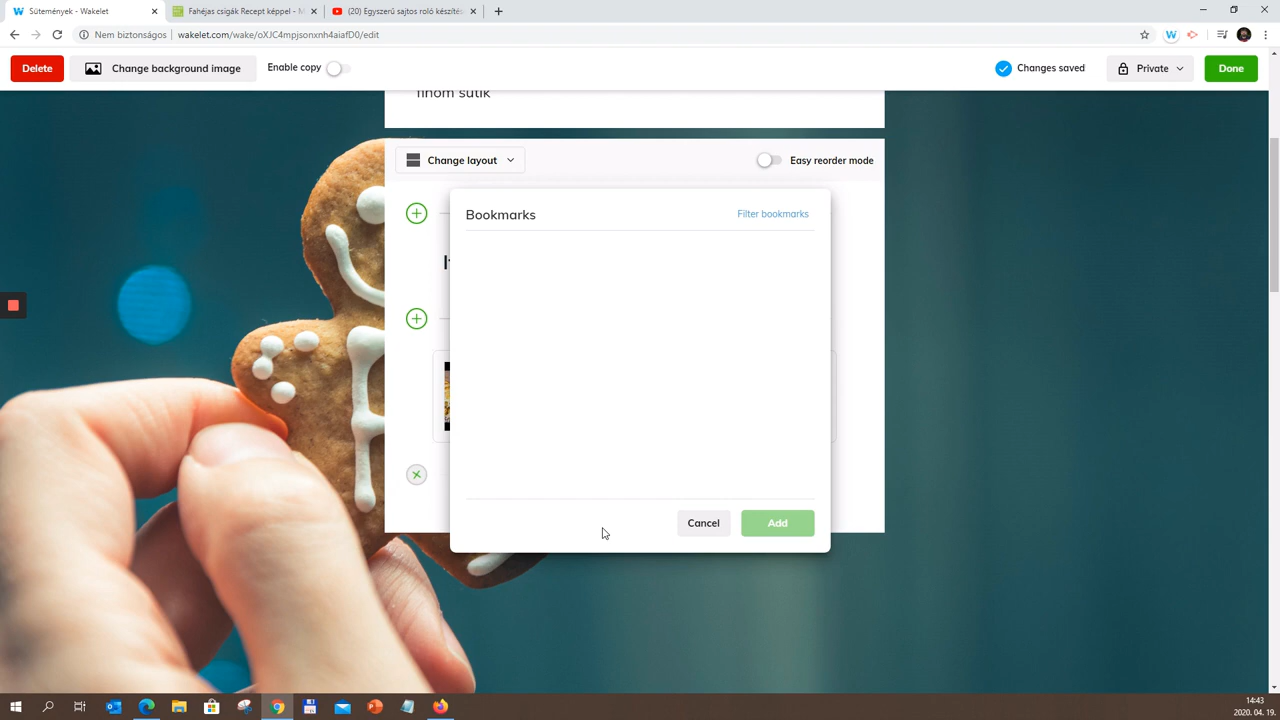 Sütemények - Wakelet
Fahéjas csigák Recept képpel - M
(20) Egyszerű sajtos roló készítés
Nem biztonságos
wakelet.com/wake/oXJC4mpjsonxnh4aiafD0/edit
Delete
Change background image
Enable copy
Changes saved
Private
Done
finom sütik
Change layout
Easy reorder mode
Bookmarks
Filter bookmarks
Cancel
Add
14:43
2020. 04. 19.